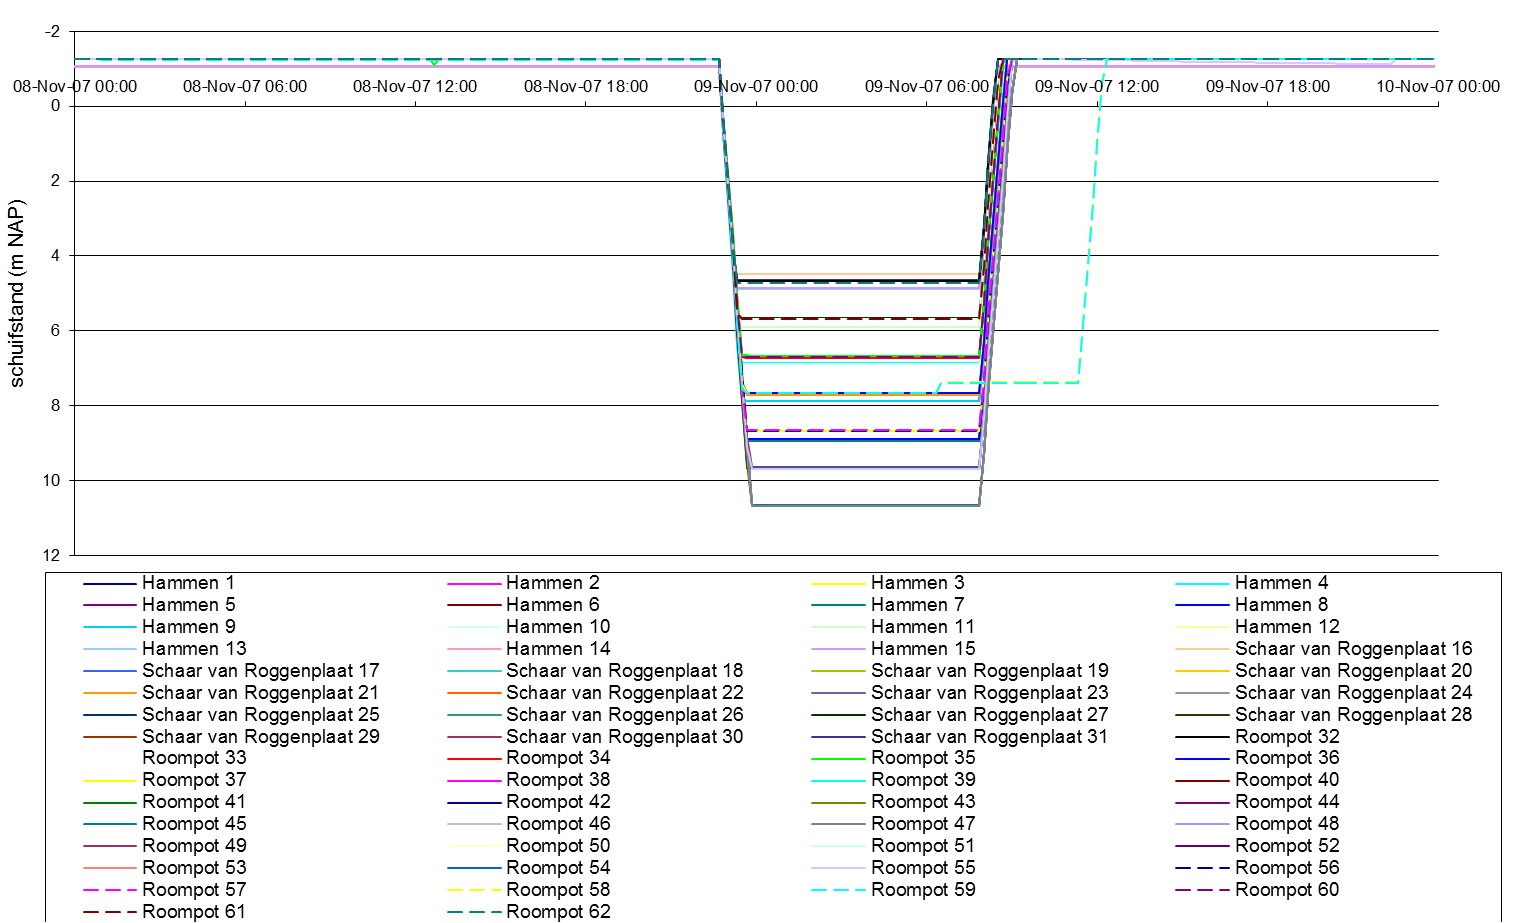 -2
08-Nov-07 00:00 08-Nov-07 06:00 08-Nov-07 12:00 08-Nov-07 18:00 09-Nov-07 00:00 09-Nov-07 06:00 09-Nov-07 12:00 09-Nov-07 18:00 10-Nov-07 00:00
0
2
4
6
8
10
12
schuifstand (m NAP)
Hammen 1 Hammen 2 Hammen 3 Hammen 4
Hammen 5 Hammen 6 Hammen 7 Hammen 8
Hammen 9 Hammen 10 Hammen 11 Hammen 12
Hammen 13 Hammen 14 Hammen 15 Schaar van Roggenplaat 16
Schaar van Roggenplaat 17 Schaar van Roggenplaat 18 Schaar van Roggenplaat 19 Schaar van Roggenplaat 20
Schaar van Roggenplaat 21 Schaar van Roggenplaat 22 Schaar van Roggenplaat 23 Schaar van Roggenplaat 24
Schaar van Roggenplaat 25 Schaar van Roggenplaat 26 Schaar van Roggenplaat 27 Schaar van Roggenplaat 28
Schaar van Roggenplaat 29 Schaar van Roggenplaat 30 Schaar van Roggenplaat 31 Roompot 32
Roompot 33 Roompot 34 Roompot 35 Roompot 36
Roompot 37 Roompot 38 Roompot 39 Roompot 40
Roompot 41 Roompot 42 Roompot 43 Roompot 44
Roompot 45 Roompot 46 Roompot 47 Roompot 48
Roompot 49 Roompot 50 Roompot 51 Roompot 52
Roompot 53 Roompot 54 Roompot 55 Roompot 56
Roompot 57 Roompot 58 Roompot 59 Roompot 60
Roompot 61 Roompot 62